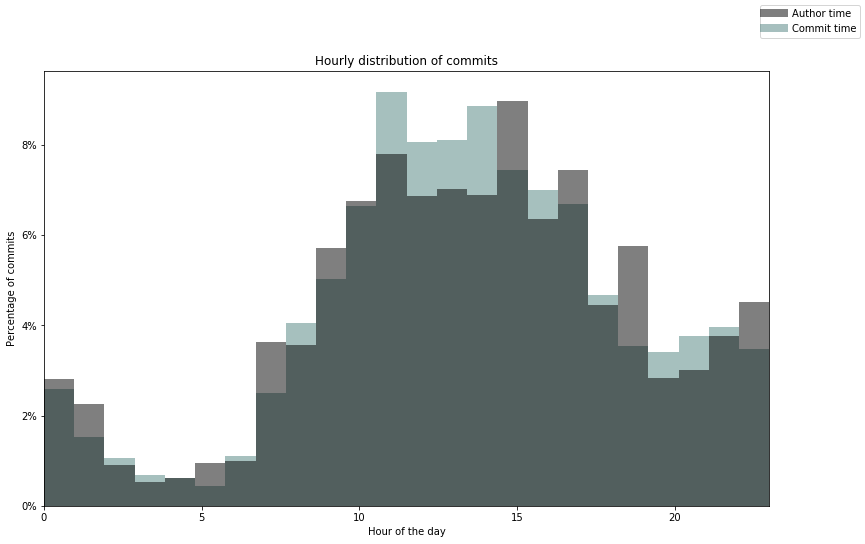 Author time
Commit time
Hourly distribution of commits
8%
6%
4%
2%
0%
Percentage of commits
0 5 10 15 20
Hour of the day